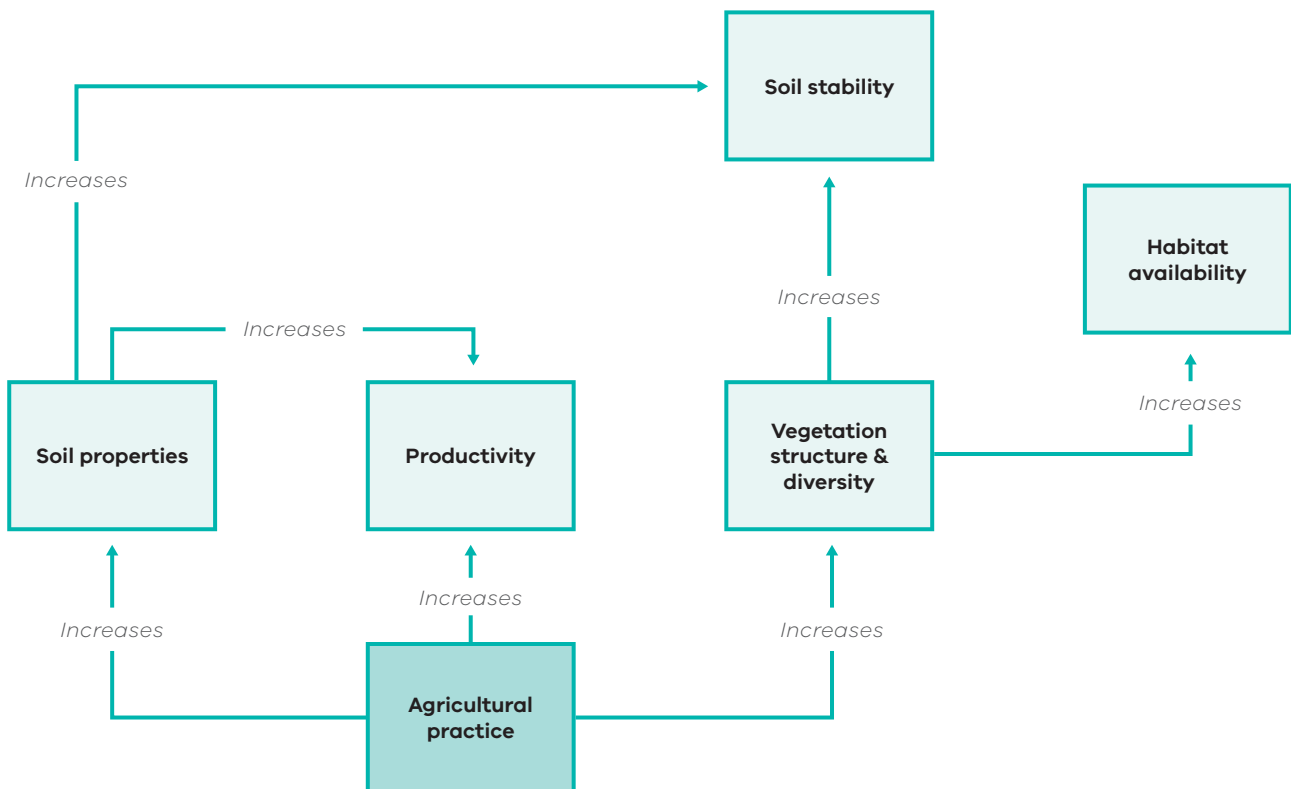 Soil stability
Increases
Habitat
availability
Increases
Increases
Increases
Soil properties
Productivity
Vegetation
structure &
diversity
Increases
Increases
Increases
Increases
Agricultural
practice